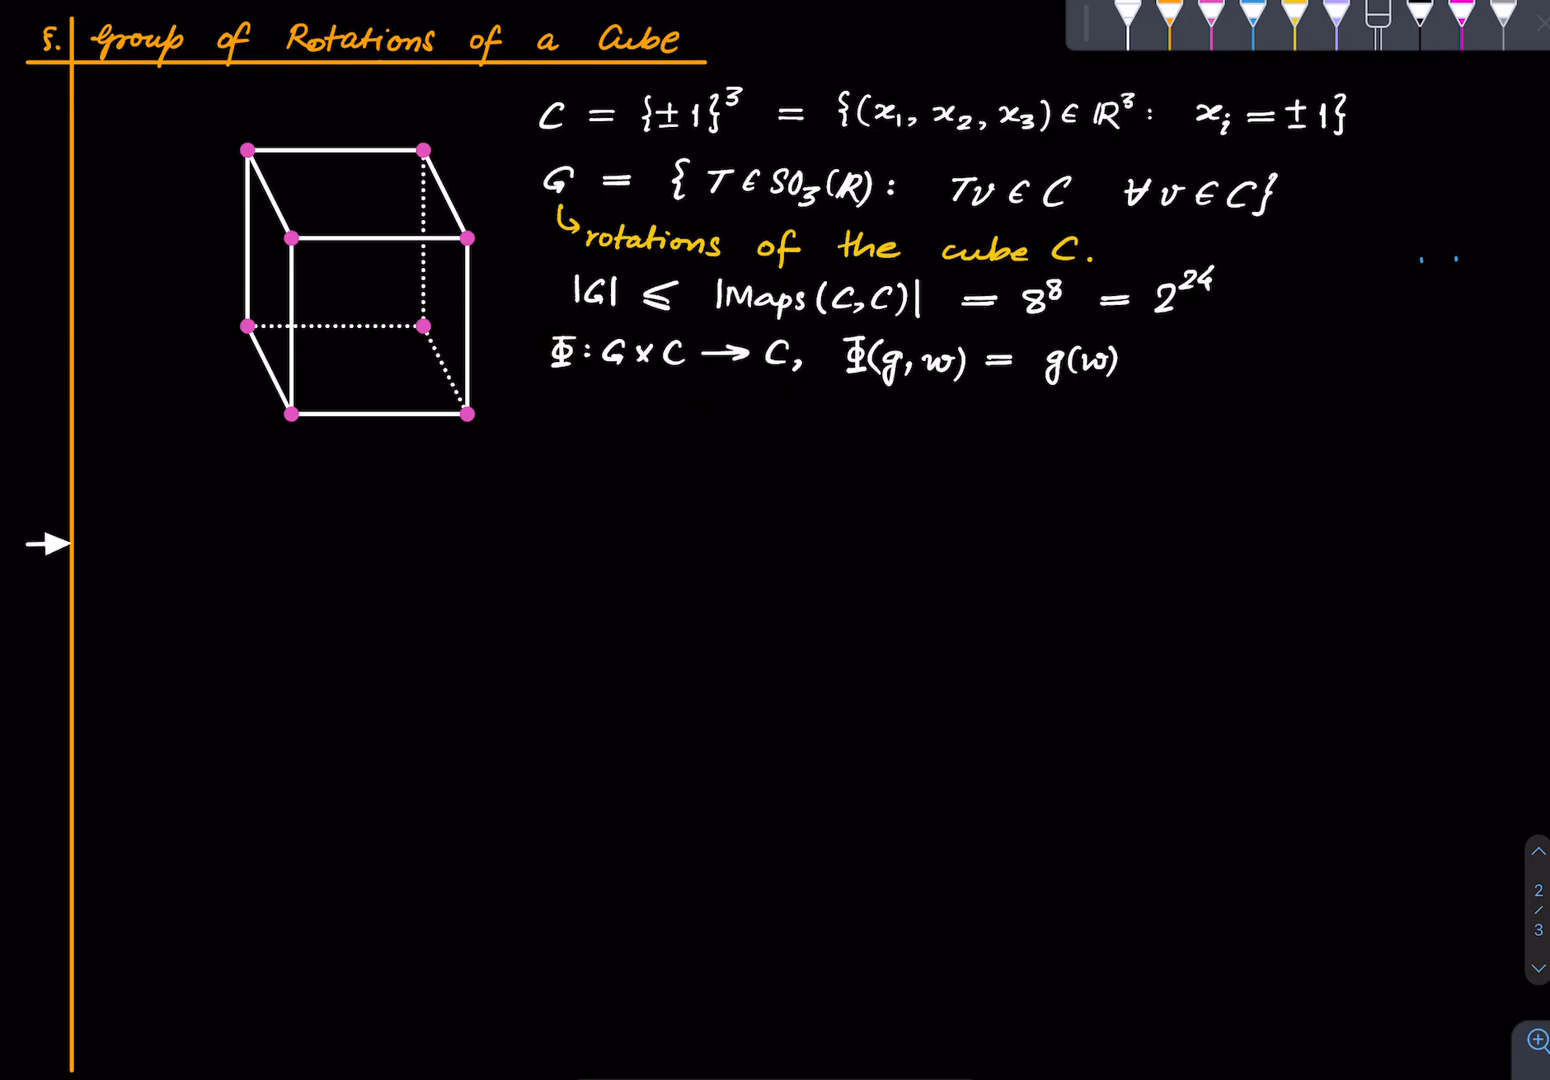 §. Group of Rotations of a Cube
C = {±1}³ = {(x₁, x₂, x₃) ∈ ℝ³ : xᵢ = ±1}
G = { T ∈ SO₃(ℝ) : Tv ∈ C ∀ v ∈ C}
↳ rotations of the cube C.
|G| ⩽ |Maps(C, C)| = 8⁸ = 2²⁴
Φ : G × C → C, Φ(g, w) = g(w)
2
/
3